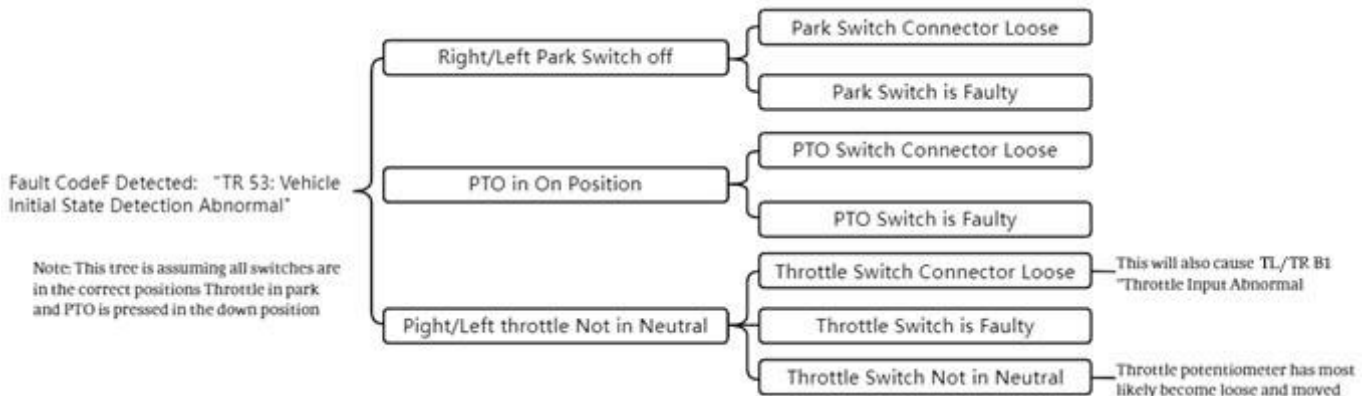 Fault CodeF Detected: "TR 53: Vehicle
Initial State Detection Abnormal"
Note: This tree is assuming all switches are
in the correct positions Throttle in park
and PTO is pressed in the down position
Right/Left Park Switch off
Park Switch Connector Loose
Park Switch is Faulty
PTO in On Position
PTO Switch Connector Loose
PTO Switch is Faulty
Pight/Left throttle Not in Neutral
Throttle Switch Connector Loose
This will also cause TL/TR B1
"Throttle Input Abnormal
Throttle Switch is Faulty
Throttle Switch Not in Neutral
Throttle potentiometer has most
likely become loose and moved